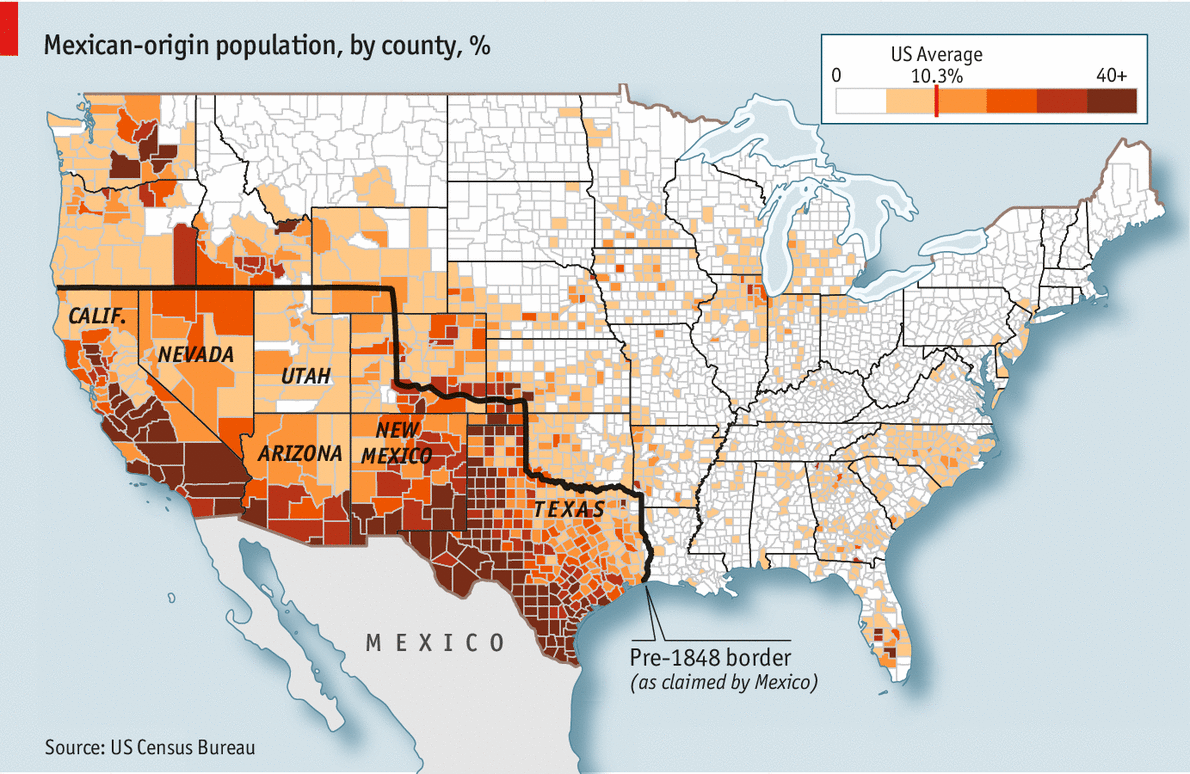 Mexican-origin population, by county, %
US Average
0 10.3% 40+
CALIF.
NEVADA
UTAH
ARIZONA
NEW
MEXICO
TEXAS
MEXICO
Pre-1848 border
(as claimed by Mexico)
Source: US Census Bureau